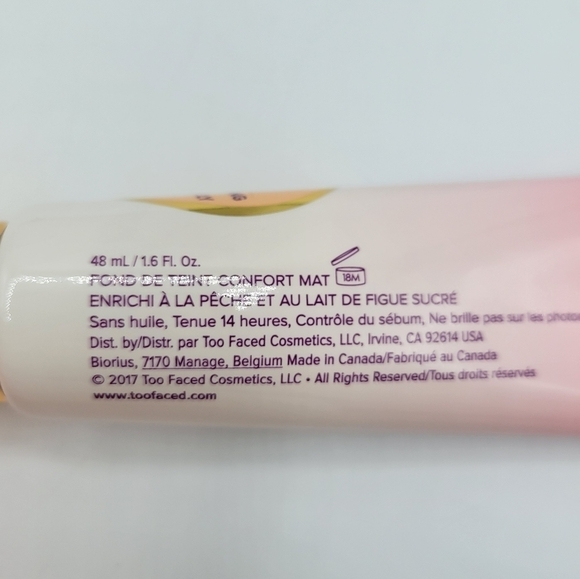 48 mL / 1.6 Fl. Oz.
FOND DE TEINT CONFORT MAT 18M
ENRICHI À LA PÊCHE ET AU LAIT DE FIGUE SUCRÉ
Sans huile, Tenue 14 heures, Contrôle du sébum, Ne brille pas sur les photos
Dist. by/Distr. par Too Faced Cosmetics, LLC, Irvine, CA 92614 USA
Biorius, 7170 Manage, Belgium Made in Canada/Fabriqué au Canada
© 2017 Too Faced Cosmetics, LLC • All Rights Reserved/Tous droits réservés
www.toofaced.com